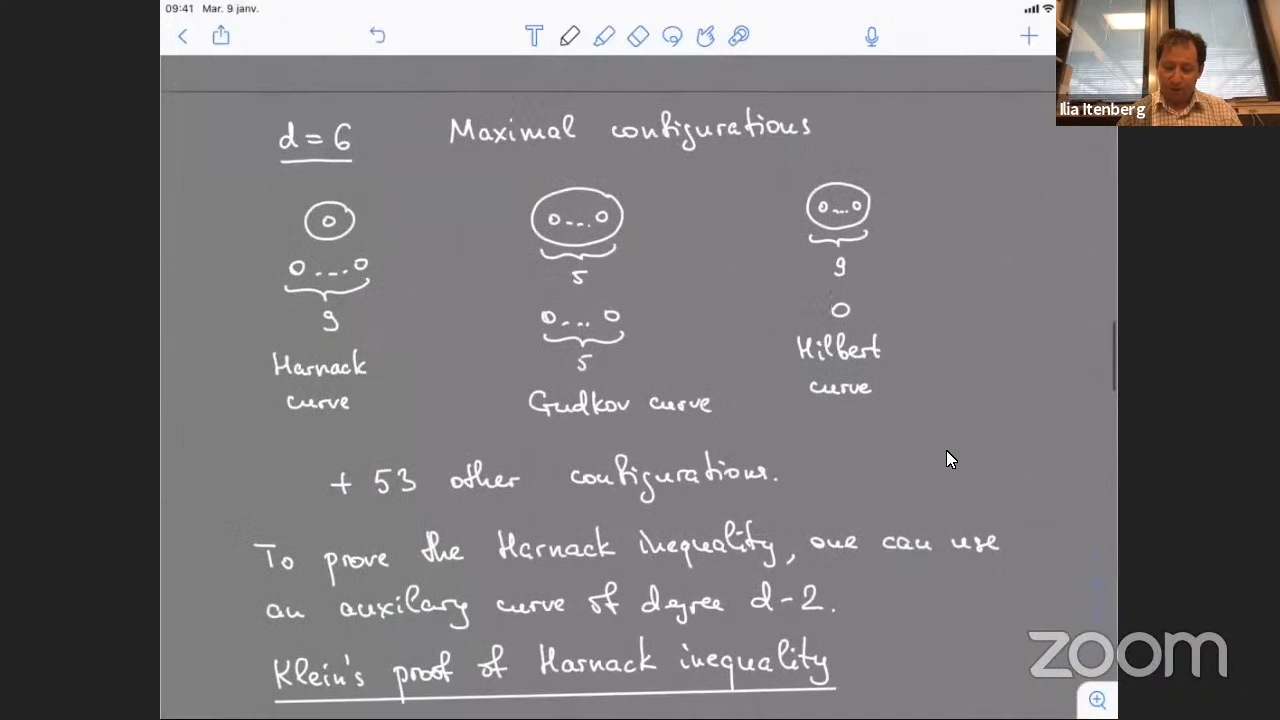 09:41 Mar. 9 janv.
Ilia Itenberg
d = 6 Maximal configurations
o
o...o
o...o
o...o
9
5
9
o...o
5
o
Harnack
curve
Gudkov curve
Hilbert
curve
+ 53 other configurations.
To prove the Harnack inequality, one can use
an auxilary curve of degree d-2.
Klein's proof of Harnack inequality
zoom